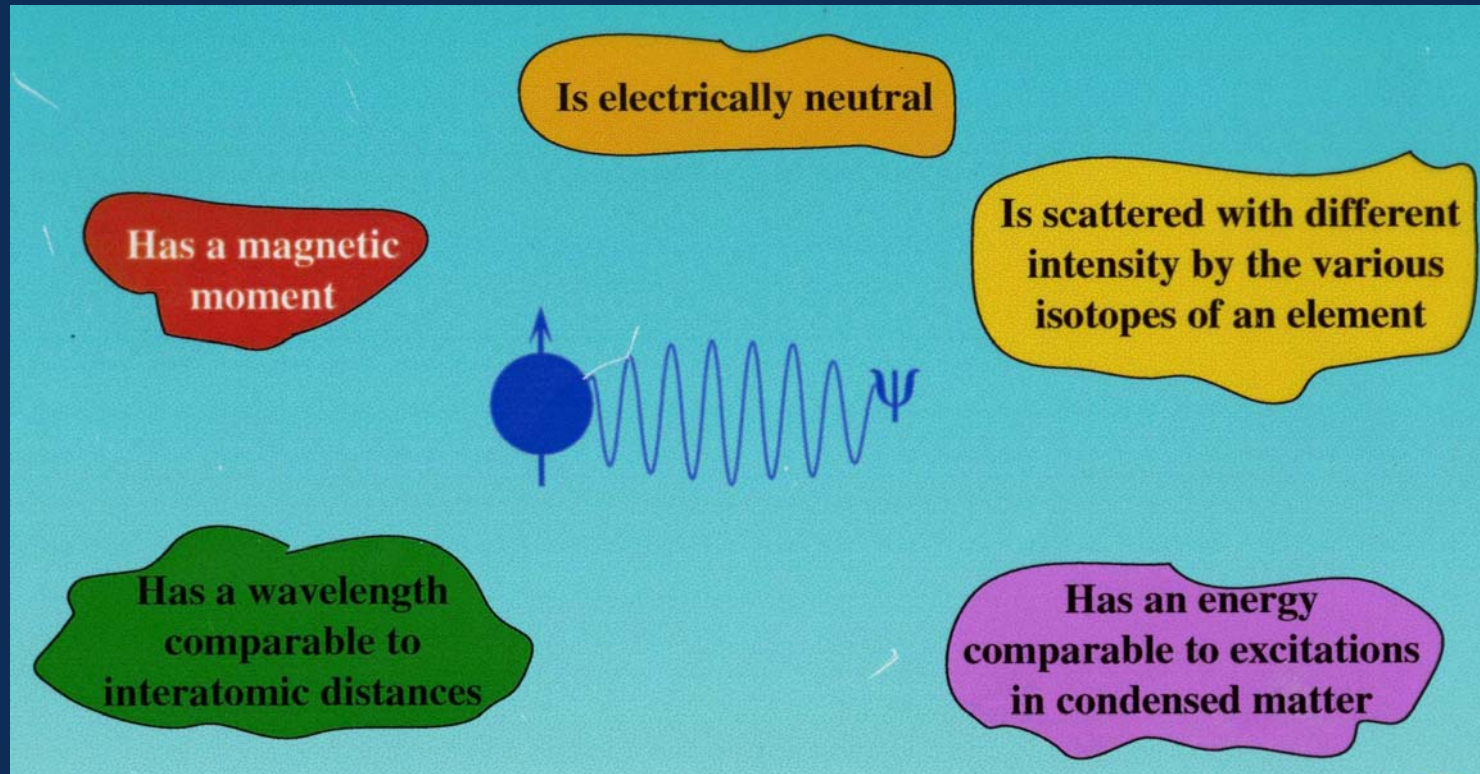 Is electrically neutral
Has a magnetic
moment
Is scattered with different
intensity by the various
isotopes of an element
Ψ
Has a wavelength
comparable to
interatomic distances
Has an energy
comparable to excitations
in condensed matter